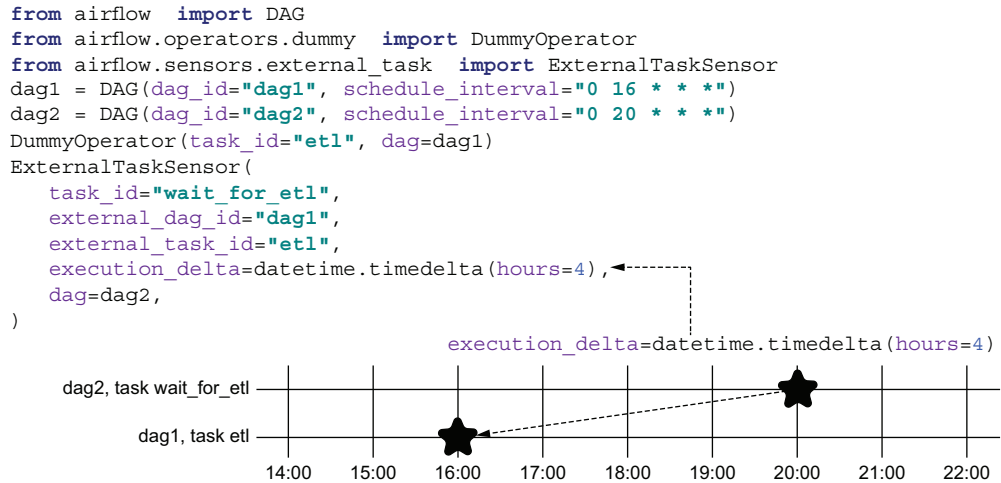 from airflow import DAG
from airflow.operators.dummy import DummyOperator
from airflow.sensors.external_task import ExternalTaskSensor
dag1 = DAG(dag_id="dag1", schedule_interval="0 16 * * *")
dag2 = DAG(dag_id="dag2", schedule_interval="0 20 * * *")
DummyOperator(task_id="etl", dag=dag1)
ExternalTaskSensor(
   task_id="wait_for_etl",
   external_dag_id="dag1",
   external_task_id="etl",
   execution_delta=datetime.timedelta(hours=4),
   dag=dag2,
)
execution_delta=datetime.timedelta(hours=4)
dag2, task wait_for_etl
dag1, task etl
14:00 15:00 16:00 17:00 18:00 19:00 20:00 21:00 22:00